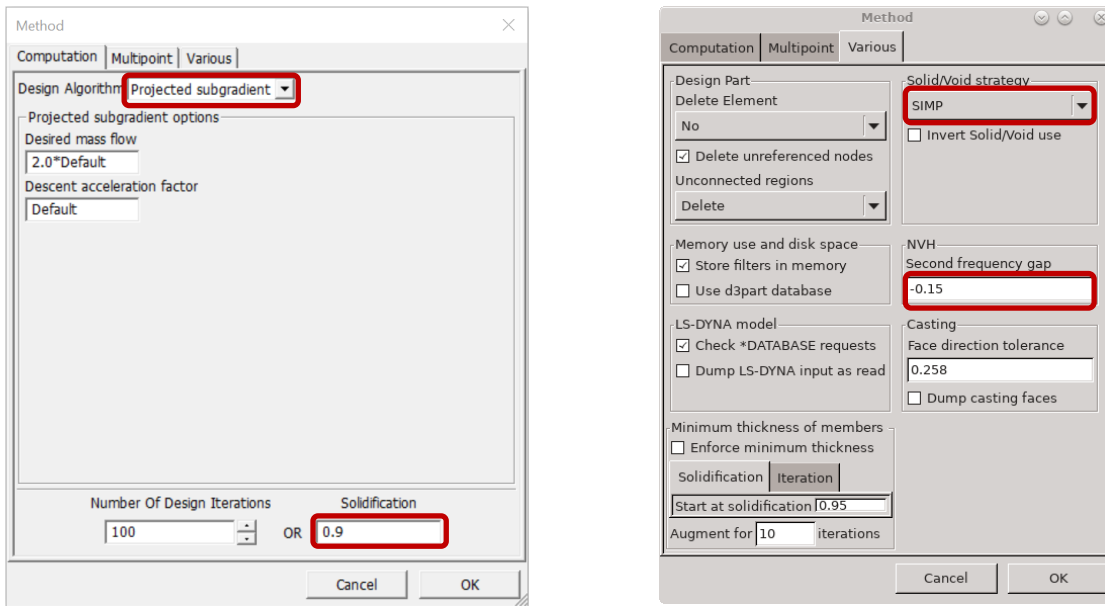 Method
Computation Multipoint Various
Design Algorithm Projected subgradient
Projected subgradient options
Desired mass flow
2.0*Default
Descent acceleration factor
Default
Number Of Design Iterations Solidification
100 OR 0.9
Cancel OK
Method
Computation Multipoint Various
Design Part
Delete Element
No
Delete unreferenced nodes
Unconnected regions
Delete
Solid/Void strategy
SIMP
Invert Solid/Void use
Memory use and disk space
Store filters in memory
Use d3part database
NVH
Second frequency gap
-0.15
LS-DYNA model
Check *DATABASE requests
Dump LS-DYNA input as read
Casting
Face direction tolerance
0.258
Dump casting faces
Minimum thickness of members
Enforce minimum thickness
Solidification Iteration
Start at solidification 0.95
Augment for 10 iterations
Cancel OK